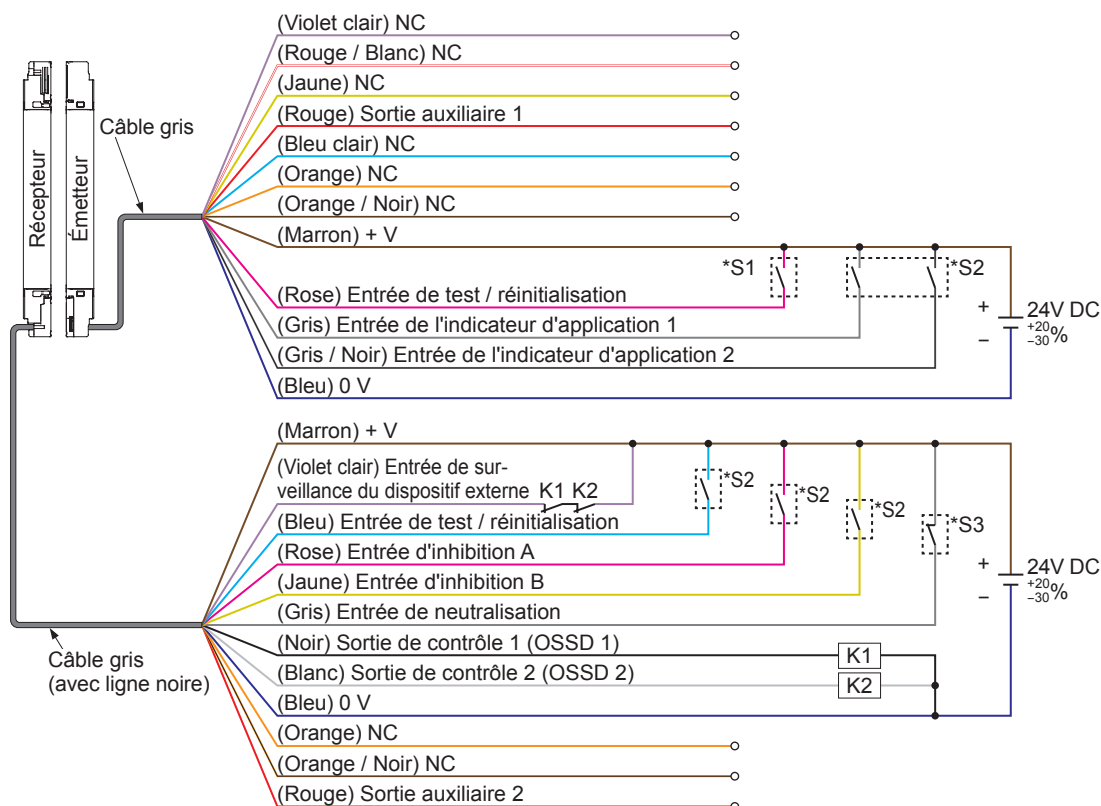 (Violet clair) NC
(Rouge / Blanc) NC
(Jaune) NC
(Rouge) Sortie auxiliaire 1
(Bleu clair) NC
(Orange) NC
(Orange / Noir) NC
(Marron) + V
Câble gris
Récepteur
Émetteur
*S1
*S2
(Rose) Entrée de test / réinitialisation
(Gris) Entrée de l'indicateur d'application 1
(Gris / Noir) Entrée de l'indicateur d'application 2
(Bleu) 0 V
+
24V DC
+20
–30%
–
(Marron) + V
(Violet clair) Entrée de sur-
veillance du dispositif externe
K1 K2
(Bleu) Entrée de test / réinitialisation
(Rose) Entrée d'inhibition A
(Jaune) Entrée d'inhibition B
(Gris) Entrée de neutralisation
*S2
*S2
*S2
*S3
+
24V DC
+20
–30%
–
(Noir) Sortie de contrôle 1 (OSSD 1)
K1
(Blanc) Sortie de contrôle 2 (OSSD 2)
K2
(Bleu) 0 V
Câble gris
(avec ligne noire)
(Orange) NC
(Orange / Noir) NC
(Rouge) Sortie auxiliaire 2